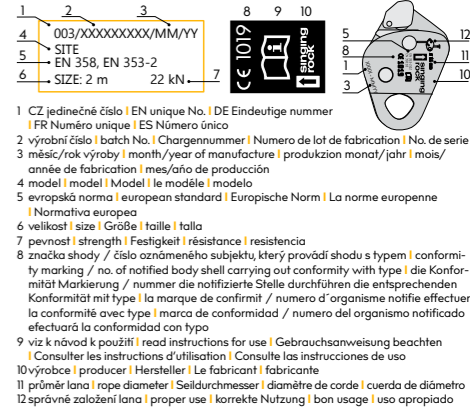 1 2 3 8 9 10
003/XXXXXXXXX/MM/YY
4 SITE
5 EN 358, EN 353-2
6 SIZE: 2 m 22 kN 7
CE 1019
singing rock
5 12
8 11
1 10
3
singing rock
1 CZ jedinečné číslo I EN unique No. I DE Eindeutige nummer
I FR Numéro unique I ES Número único
2 výrobní číslo I batch No. I Chargennummer I Numero de lot de fabrication I No. de serie
3 měsíc/rok výroby I month/year of manufacture I produkzion monat/jahr I mois/
année de fabrication I mes/año de producción
4 model I model I Model I le modéle I modelo
5 evropská norma I european standard I Europische Norm I La norme europenne
I Normativa europea
6 velikost I size I Größe I taille I talla
7 pevnost I strength I Festigkeit I résistance I resistencia
8 značka shody / číslo oznámeného subjektu, který provádí shodu s typem I conformi-
ty marking / no. of notified body shell carrying out conformity with type I die Konfor-
mität Markierung / nummer die notifizierte Stelle durchführen die entsprechenden
Konformität mit type I la marque de confirmit / numero d´organisme notifie effectuer
la conformité avec type I marca de conformidad / numero del organismo notificado
efectuará la conformidad con typo
9 viz k návod k použití I read instructions for use I Gebrauchsanweisung beachten
I Consulter les instructions d'utilisation I Consulte las instrucciones de uso
10 výrobce I producer I Hersteller I Le fabricant I fabricante
11 průměr lana I rope diameter I Seildurchmesser I diamêtre de corde I cuerda de diámetro
12 správné založení lana I proper use I korrekte Nutzung I bon usage I uso apropiado